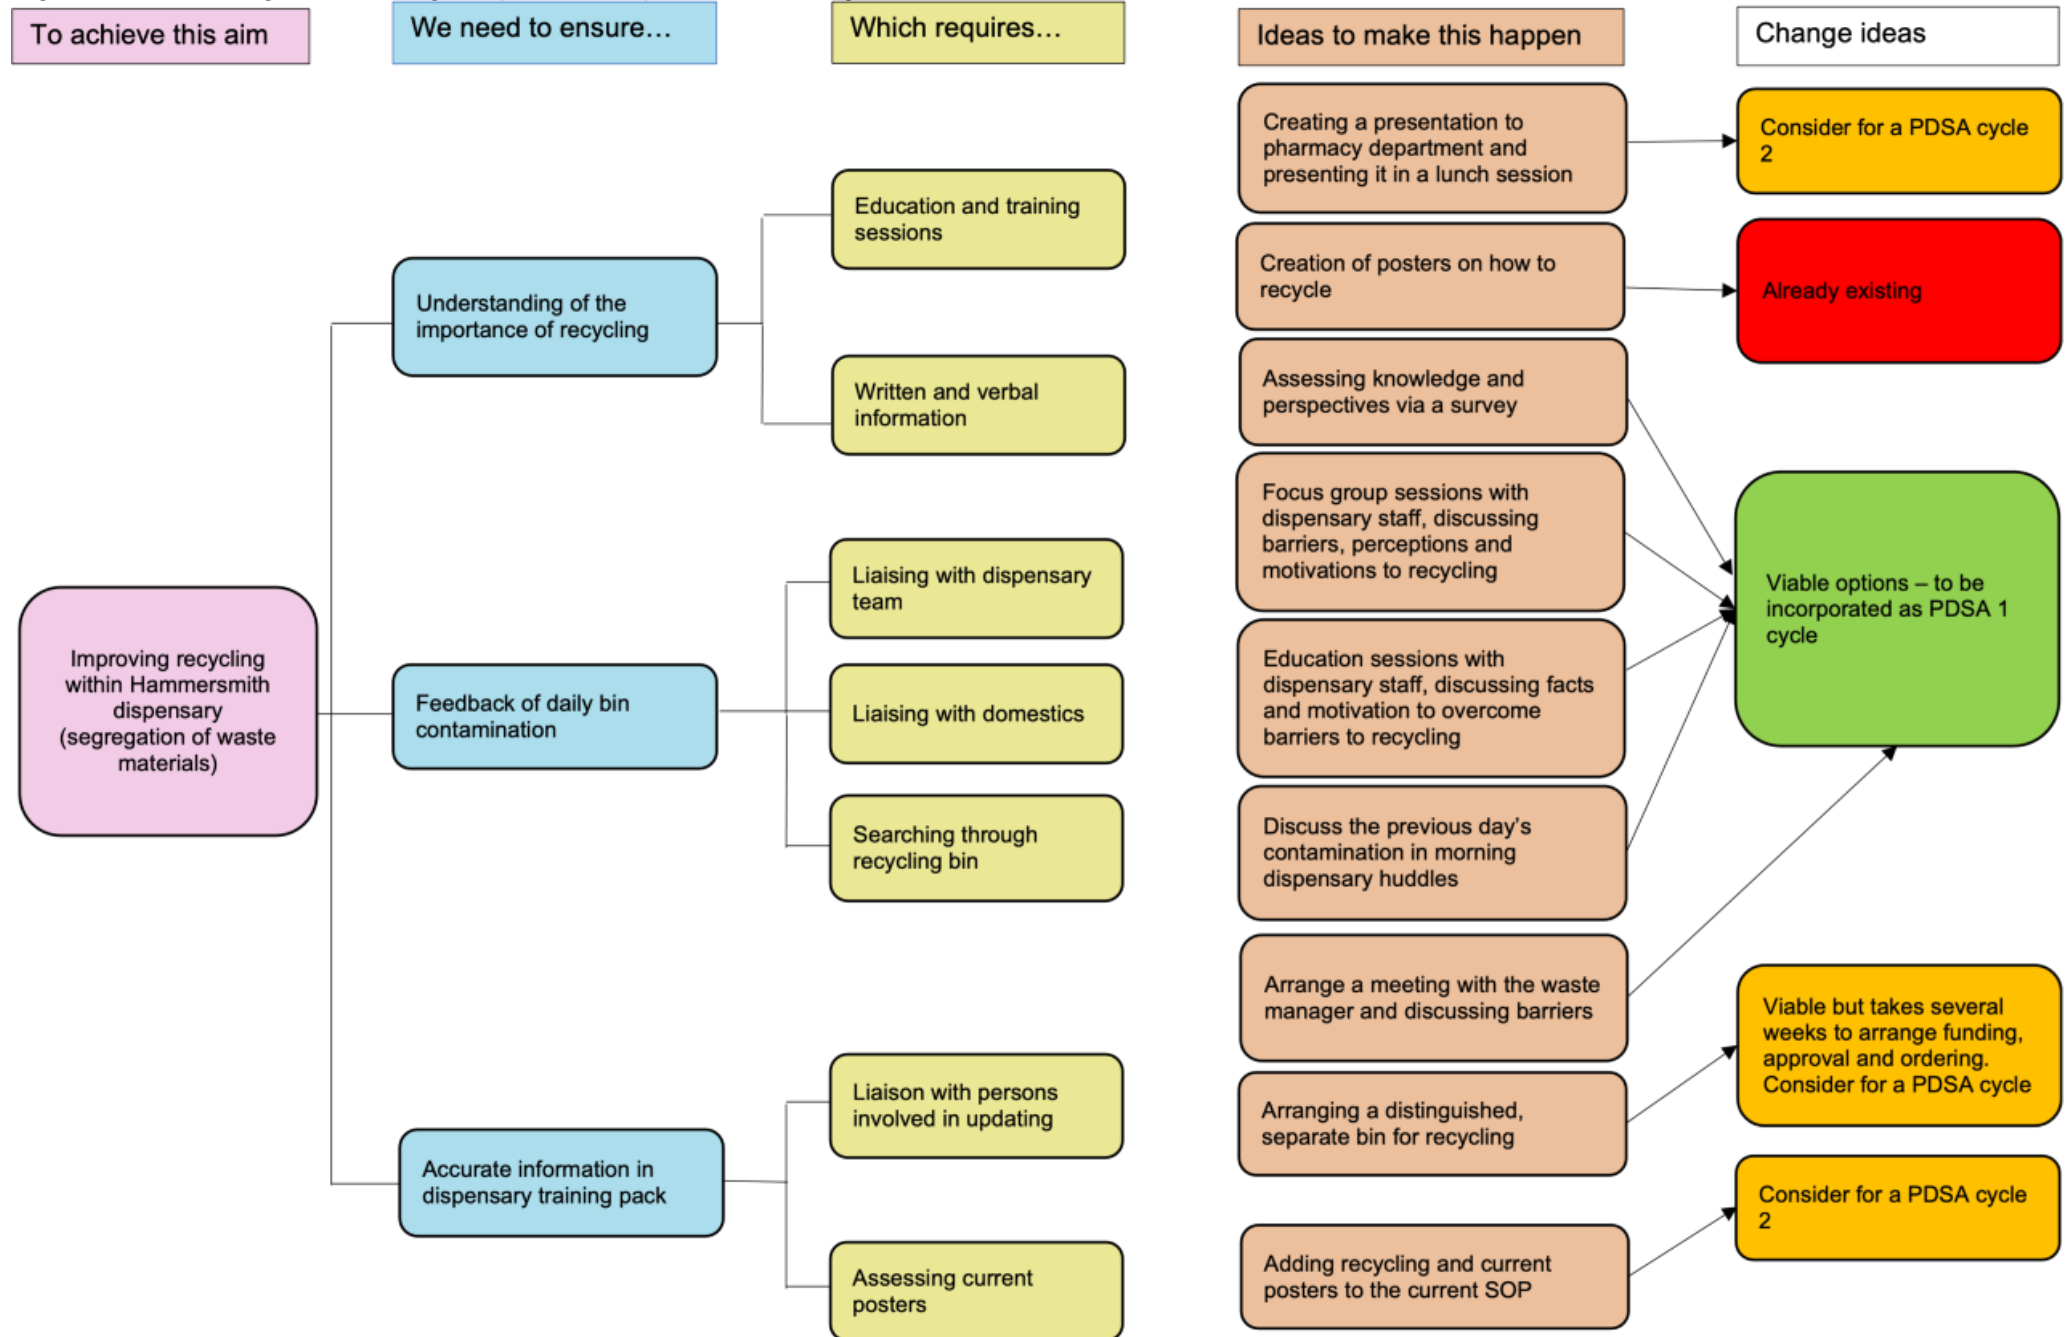 To achieve this aim
We need to ensure…
Which requires…
Ideas to make this happen
Change ideas
Improving recycling
within Hammersmith
dispensary
(segregation of waste
materials)
Understanding of the
importance of recycling
Feedback of daily bin
contamination
Accurate information in
dispensary training pack
Education and training
sessions
Written and verbal
information
Liaising with dispensary
team
Liaising with domestics
Searching through
recycling bin
Liaison with persons
involved in updating
Assessing current
posters
Creating a presentation to
pharmacy department and
presenting it in a lunch session
Creation of posters on how to
recycle
Assessing knowledge and
perspectives via a survey
Focus group sessions with
dispensary staff, discussing
barriers, perceptions and
motivations to recycling
Education sessions with
dispensary staff, discussing facts
and motivation to overcome
barriers to recycling
Discuss the previous day’s
contamination in morning
dispensary huddles
Arrange a meeting with the waste
manager and discussing barriers
Arranging a distinguished,
separate bin for recycling
Adding recycling and current
posters to the current SOP
Consider for a PDSA cycle
2
Already existing
Viable options – to be
incorporated as PDSA 1
cycle
Viable but takes several
weeks to arrange funding,
approval and ordering.
Consider for a PDSA cycle
Consider for a PDSA cycle
2